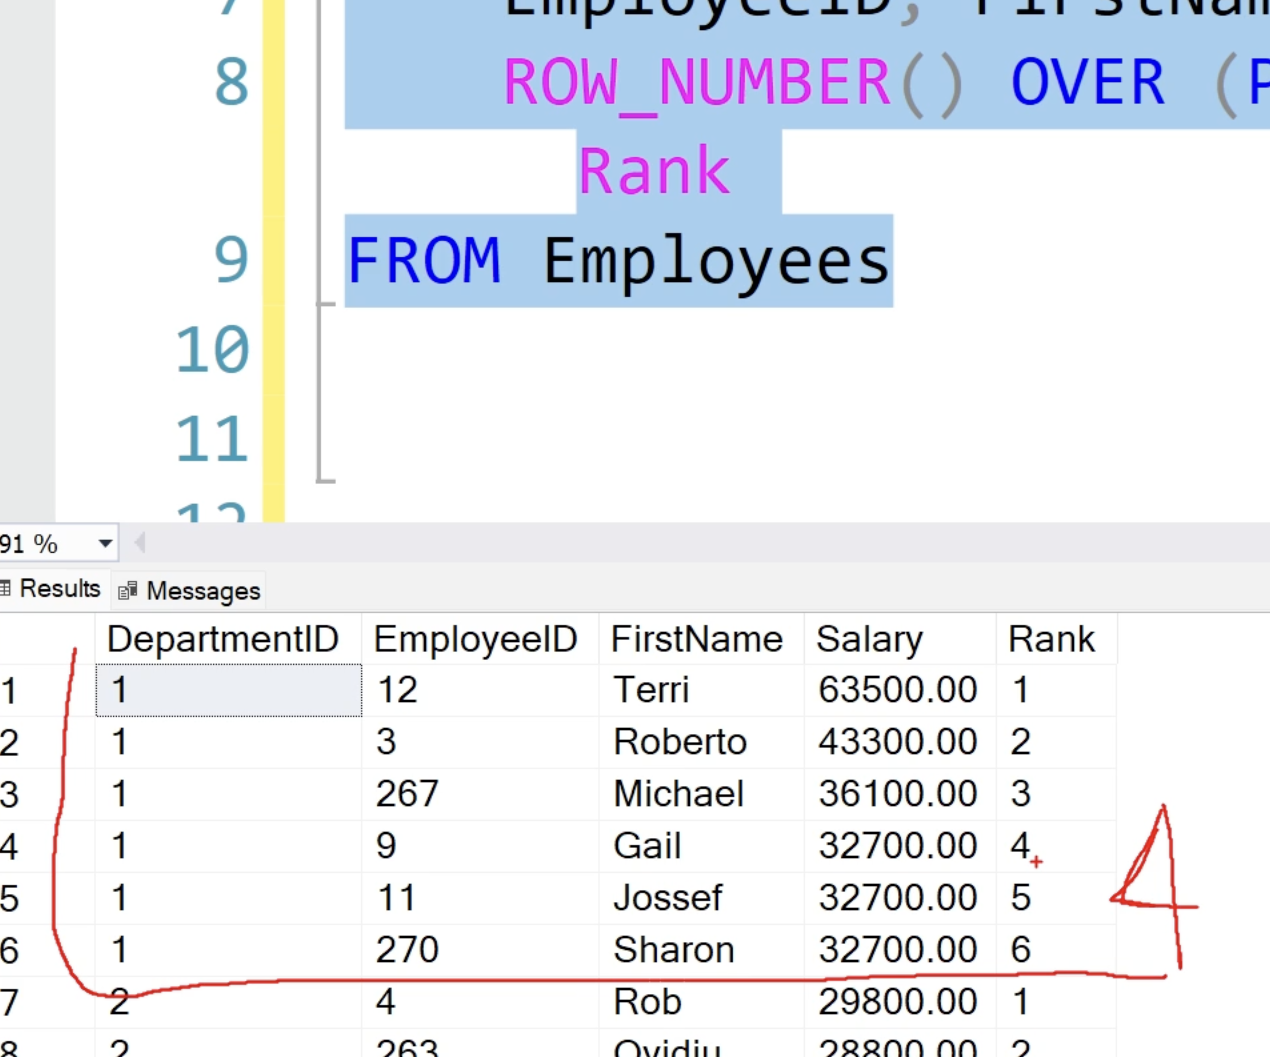 7 EmployeeID, FirstNam
8 ROW_NUMBER() OVER (P
Rank
9 FROM Employees
10
11
12
91 %
Results Messages
DepartmentID EmployeeID FirstName Salary Rank
1 1 12 Terri 63500.00 1
2 1 3 Roberto 43300.00 2
3 1 267 Michael 36100.00 3
4 1 9 Gail 32700.00 4
5 1 11 Jossef 32700.00 5
4
6 1 270 Sharon 32700.00 6
7 2 4 Rob 29800.00 1
8 2 263 Ovidiu 28800.00 2